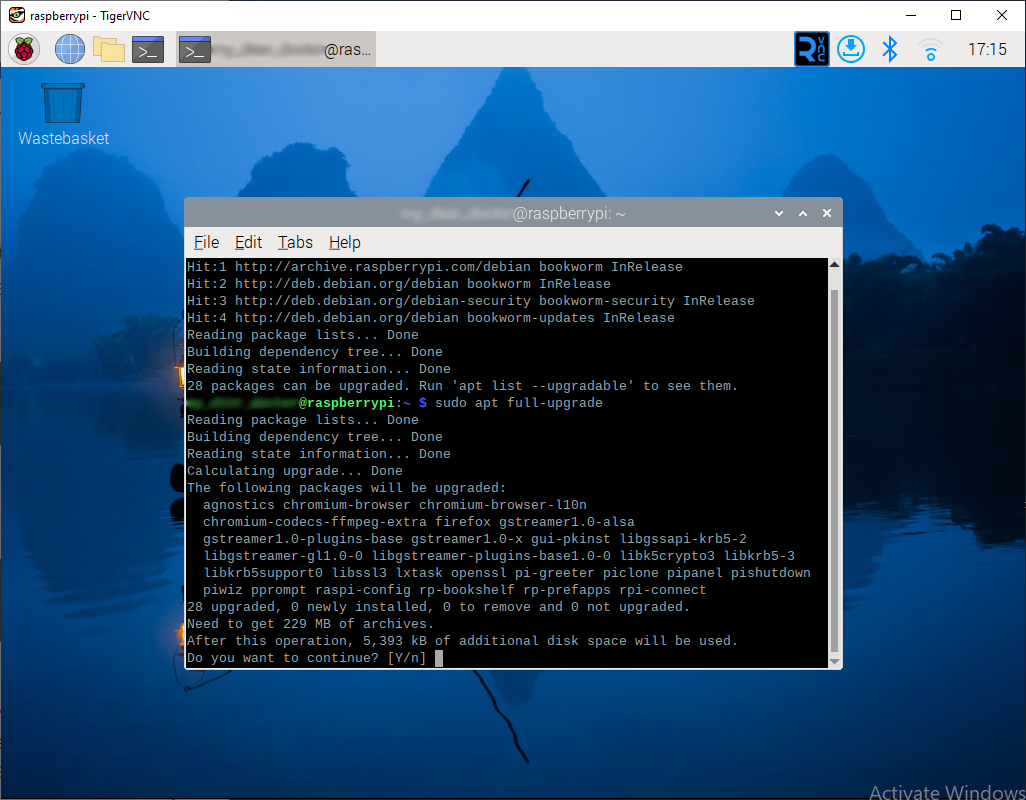 raspberrypi - TigerVNC
@ras...
VNC
17:15
Wastebasket
@raspberrypi: ~
File Edit Tabs Help
Hit:1 http://archive.raspberrypi.com/debian bookworm InRelease
Hit:2 http://deb.debian.org/debian bookworm InRelease
Hit:3 http://deb.debian.org/debian-security bookworm-security InRelease
Hit:4 http://deb.debian.org/debian bookworm-updates InRelease
Reading package lists... Done
Building dependency tree... Done
Reading state information... Done
28 packages can be upgraded. Run 'apt list --upgradable' to see them.
@raspberrypi:~ $ sudo apt full-upgrade
Reading package lists... Done
Building dependency tree... Done
Reading state information... Done
Calculating upgrade... Done
The following packages will be upgraded:
agnostics chromium-browser chromium-browser-l10n
chromium-codecs-ffmpeg-extra firefox gstreamer1.0-alsa
gstreamer1.0-plugins-base gstreamer1.0-x gui-pkinst libgssapi-krb5-2
libgstreamer-gl1.0-0 libgstreamer-plugins-base1.0-0 libk5crypto3 libkrb5-3
libkrb5support0 libssl3 lxtask openssl pi-greeter piclone pipanel pishutdown
piwiz pprompt raspi-config rp-bookshelf rp-prefapps rpi-connect
28 upgraded, 0 newly installed, 0 to remove and 0 not upgraded.
Need to get 229 MB of archives.
After this operation, 5,393 kB of additional disk space will be used.
Do you want to continue? [Y/n]
Activate Windows